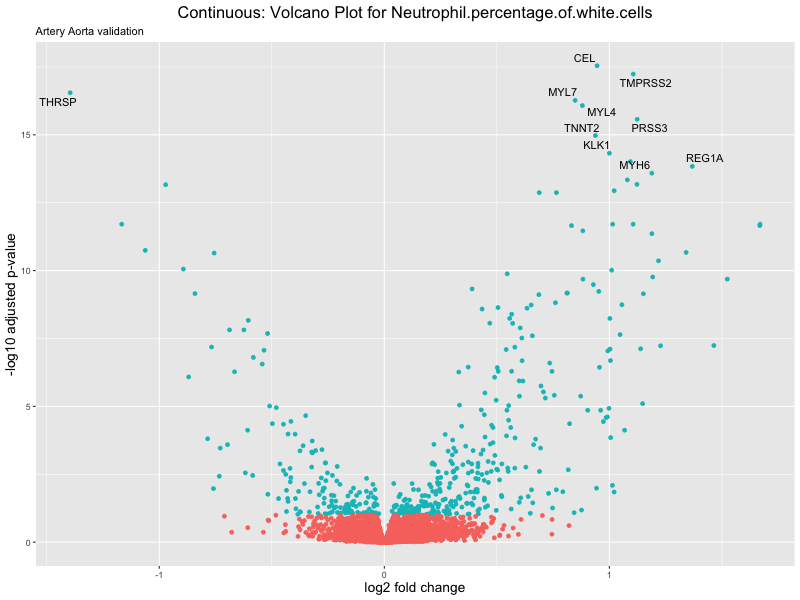 Continuous: Volcano Plot for Neutrophil.percentage.of.white.cells
Artery Aorta validation
CEL
TMPRSS2
MYL7
THRSP
MYL4
TNNT2
PRSS3
KLK1
REG1A
MYH6
15
10
5
0
-log10 adjusted p-value
-1
0
1
log2 fold change